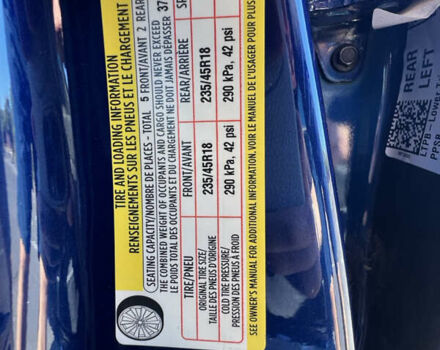 TIRE AND LOADING INFORMATION
RENSEIGNEMENTS SUR LES PNEUS ET LE CHARGEMENT
SEATING CAPACITY/NOMBRE DE PLACES - TOTAL 5 FRONT/AVANT 2 REAR
THE COMBINED WEIGHT OF OCCUPANTS AND CARGO SHOULD NEVER EXCEED 37
LE POIDS TOTAL DES OCCUPANTS ET DU CHARGEMENT NE DOIT JAMAIS DÉPASSER
TIRE/PNEU FRONT/AVANT REAR/ARRIÈRE SP
ORIGINAL TIRE SIZE/ 235/45R18 235/45R18
TAILLE DES PNEUS D'ORIGINE
COLD TIRE PRESSURE/ 290 kPa, 42 psi 290 kPa, 42 psi
PRESSION DES PNEUS À FROID
SEE OWNER'S MANUAL FOR ADDITIONAL INFORMATION. VOIR LE MANUEL DE L'USAGER POUR PLUS
REAR
LEFT